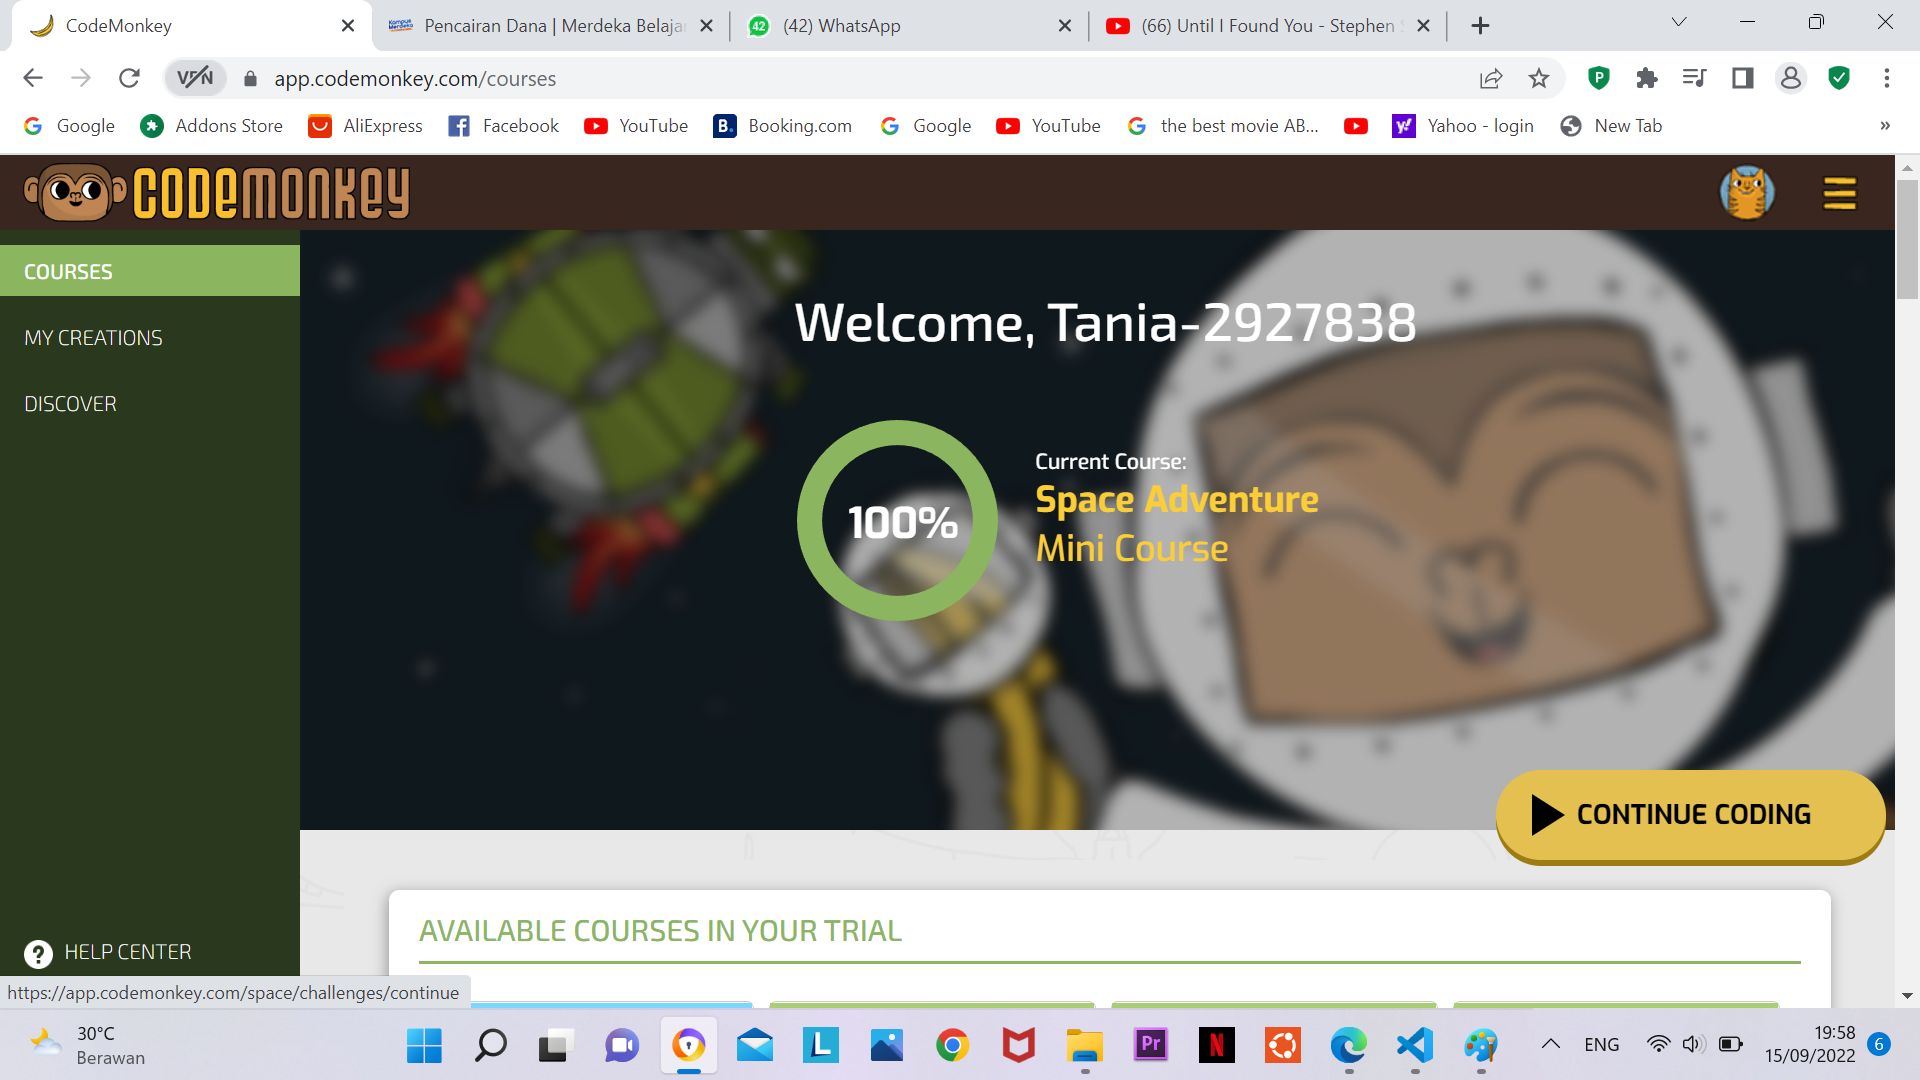 CodeMonkey
Pencairan Dana | Merdeka Belaja
(42) WhatsApp
(66) Until I Found You - Stephen
VPN
app.codemonkey.com/courses
Google
Addons Store
AliExpress
Facebook
YouTube
Booking.com
Google
YouTube
the best movie AB...
Yahoo - login
New Tab
»
CODEMONKEY
COURSES
MY CREATIONS
DISCOVER
Welcome, Tania-2927838
100%
Current Course:
Space Adventure
Mini Course
CONTINUE CODING
AVAILABLE COURSES IN YOUR TRIAL
? HELP CENTER
https://app.codemonkey.com/space/challenges/continue
30°C
Berawan
L
Pr
N
ENG
19:58
15/09/2022
6